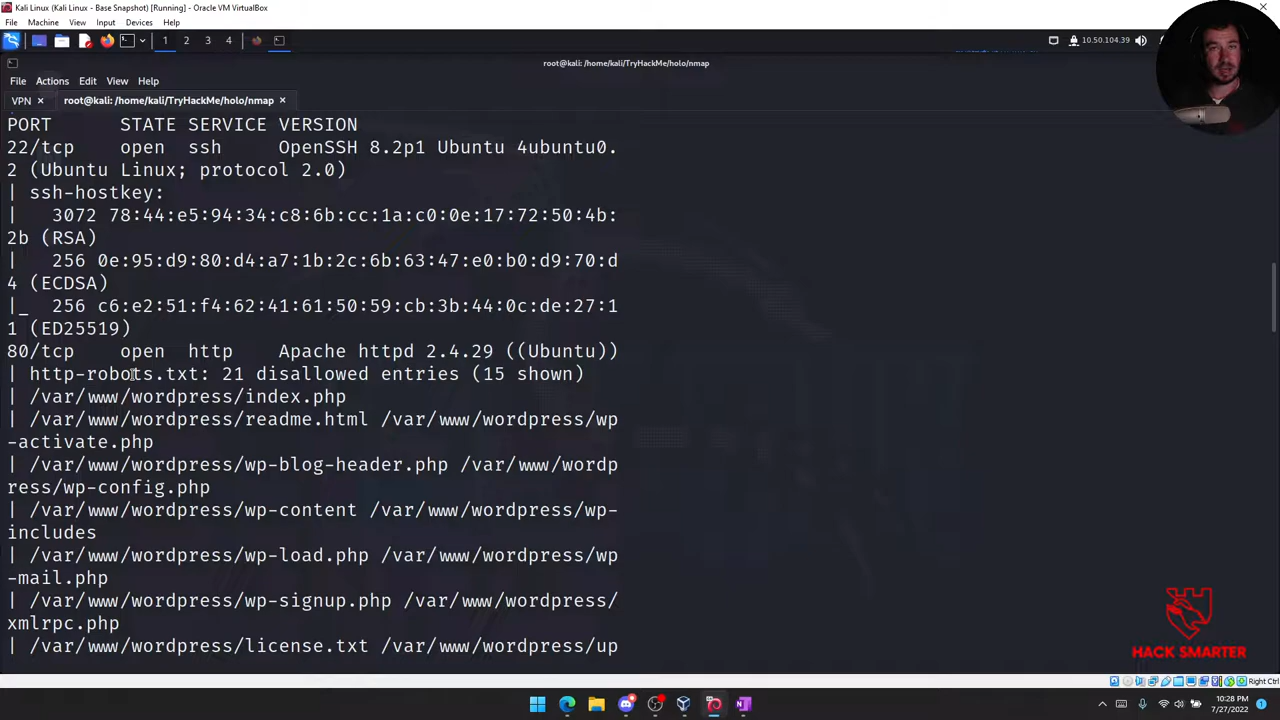 Kali Linux (Kali Linux - Base Snapshot) [Running] - Oracle VM VirtualBox
File Machine View Input Devices Help
1 2 3 4
10.50.104.39
root@kali: /home/kali/TryHackMe/holo/nmap
File Actions Edit View Help
VPN root@kali: /home/kali/TryHackMe/holo/nmap
PORT STATE SERVICE VERSION
22/tcp open ssh OpenSSH 8.2p1 Ubuntu 4ubuntu0.
2 (Ubuntu Linux; protocol 2.0)
| ssh-hostkey:
| 3072 78:44:e5:94:34:c8:6b:cc:1a:c0:0e:17:72:50:4b:
2b (RSA)
| 256 0e:95:d9:80:d4:a7:1b:2c:6b:63:47:e0:b0:d9:70:d
4 (ECDSA)
|_ 256 c6:e2:51:f4:62:41:61:50:59:cb:3b:44:0c:de:27:1
1 (ED25519)
80/tcp open http Apache httpd 2.4.29 ((Ubuntu))
| http-robots.txt: 21 disallowed entries (15 shown)
| /var/www/wordpress/index.php
| /var/www/wordpress/readme.html /var/www/wordpress/wp
-activate.php
| /var/www/wordpress/wp-blog-header.php /var/www/wordp
ress/wp-config.php
| /var/www/wordpress/wp-content /var/www/wordpress/wp-
includes
| /var/www/wordpress/wp-load.php /var/www/wordpress/wp
-mail.php
| /var/www/wordpress/wp-signup.php /var/www/wordpress/
xmlrpc.php
| /var/www/wordpress/license.txt /var/www/wordpress/up
HACK SMARTER
Right Ctrl
10:28 PM
7/27/2022